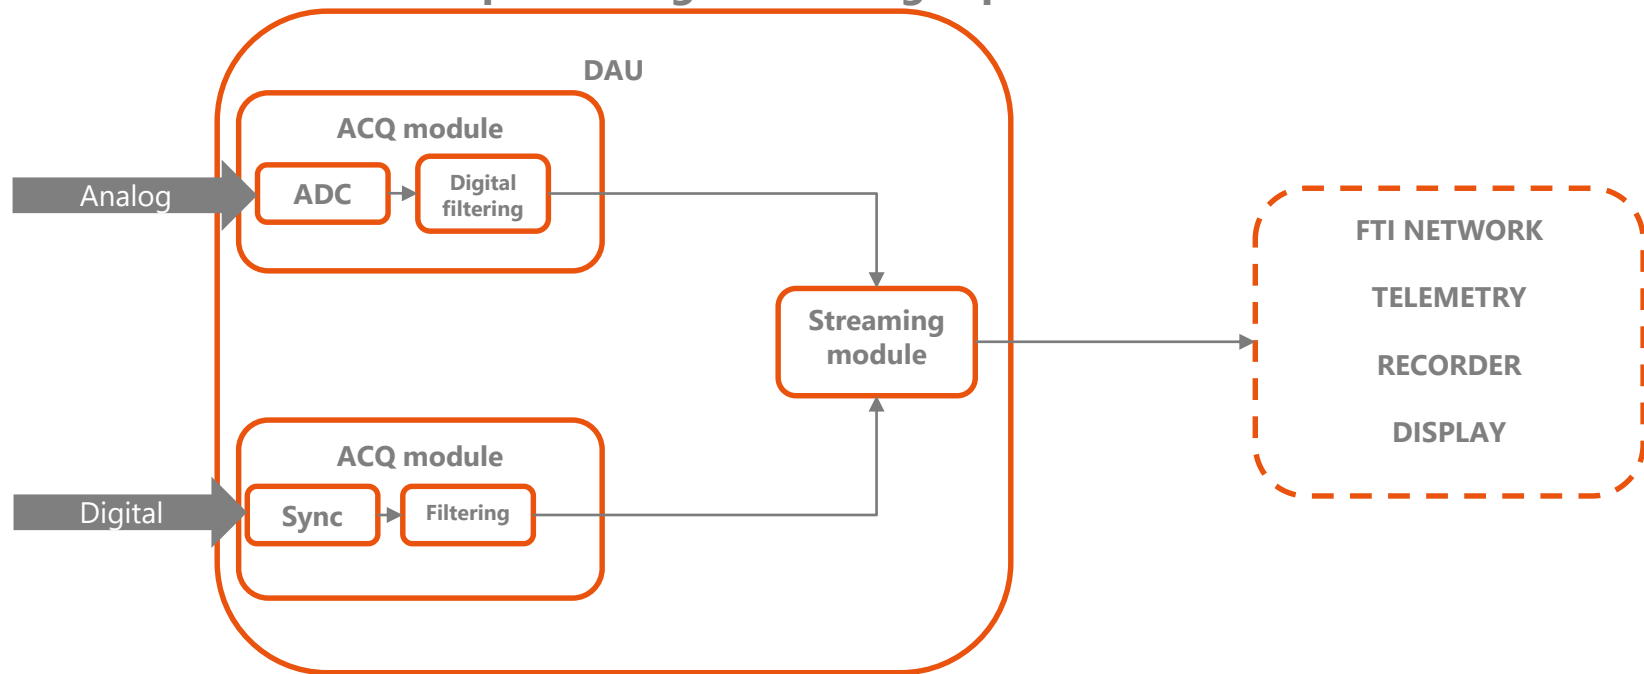 DAU
ACQ module
Analog
ADC
Digital
filtering
Streaming
module
ACQ module
Digital
Sync
Filtering
FTI NETWORK
TELEMETRY
RECORDER
DISPLAY